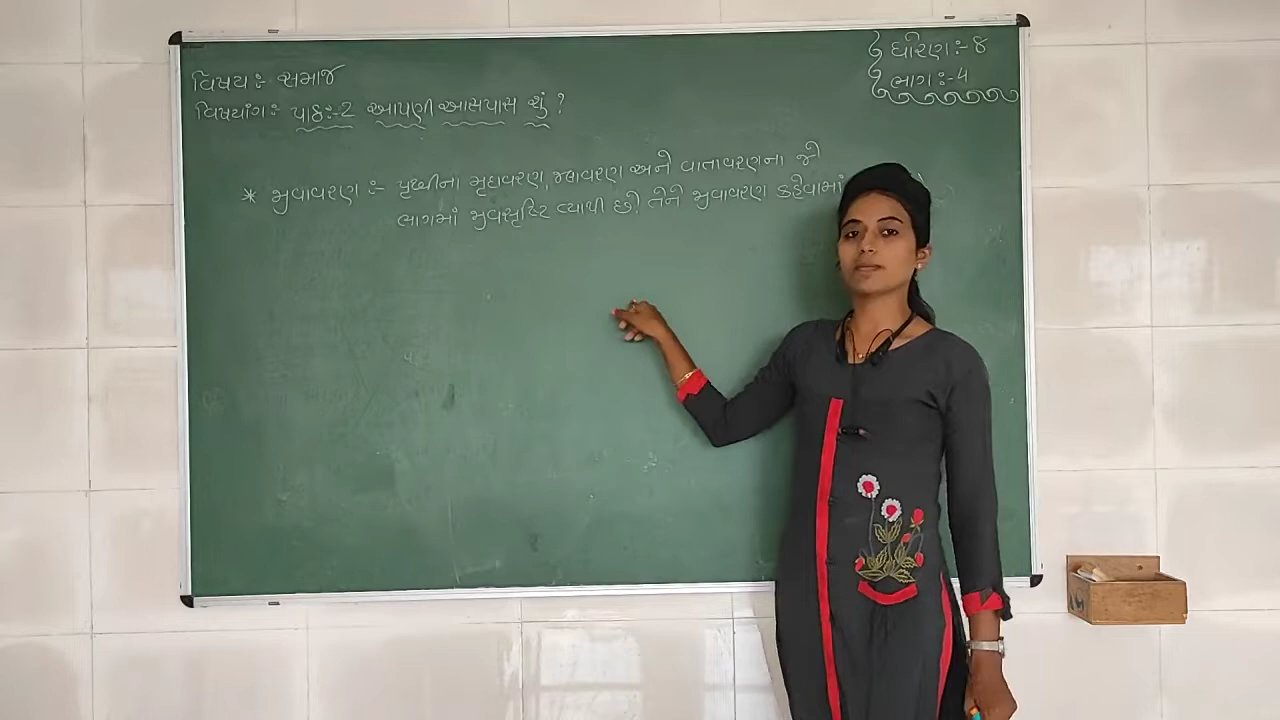 વિષય :- સમાજ
વિષયાંગ :- પાઠ :- 2 આપણી આસપાસ શું ?
ધોરણ :- 8
ભાગ :- 4
* જીવાવરણ :- પૃથ્વીના મૃદાવરણ, જલાવરણ અને વાતાવરણના જે
ભાગમાં જીવસૃષ્ટિ વ્યાપી છે. તેને જીવાવરણ કહેવામાં